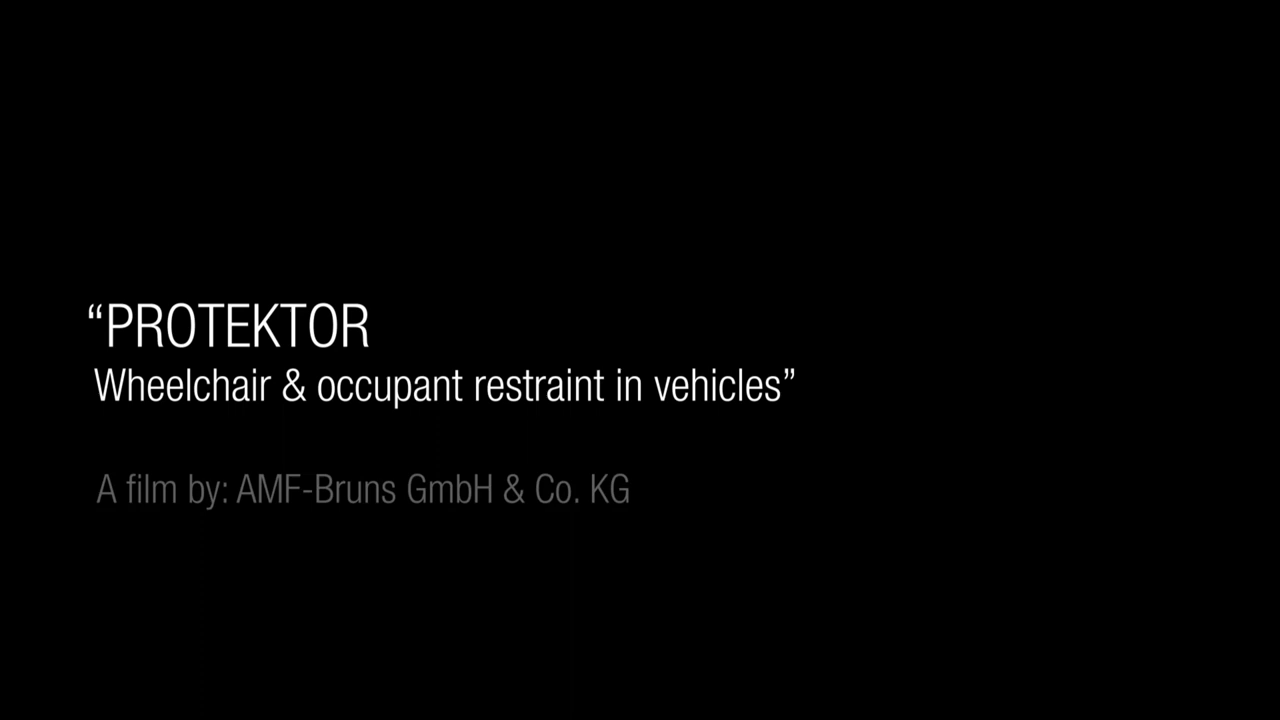 “PROTEKTOR
Wheelchair & occupant restraint in vehicles”
A film by: AMF-Bruns GmbH & Co. KG